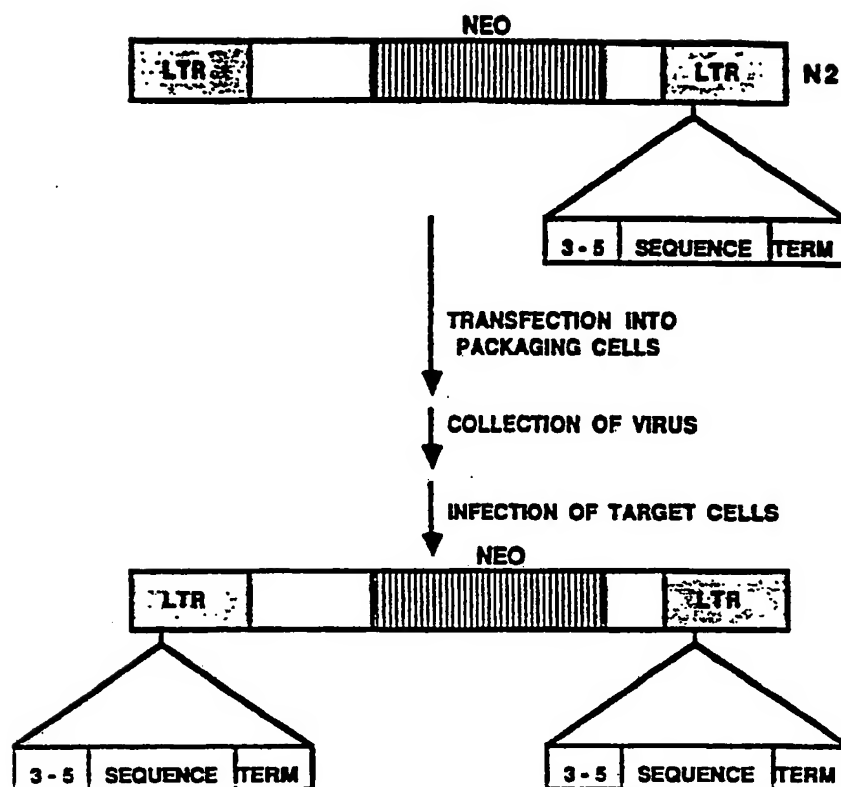 NEO
LTR LTR N2
3 - 5 SEQUENCE TERM
TRANSFECTION INTO
PACKAGING CELLS
COLLECTION OF VIRUS
INFECTION OF TARGET CELLS
NEO
LTR LTR
3 - 5 SEQUENCE TERM 3 - 5 SEQUENCE TERM